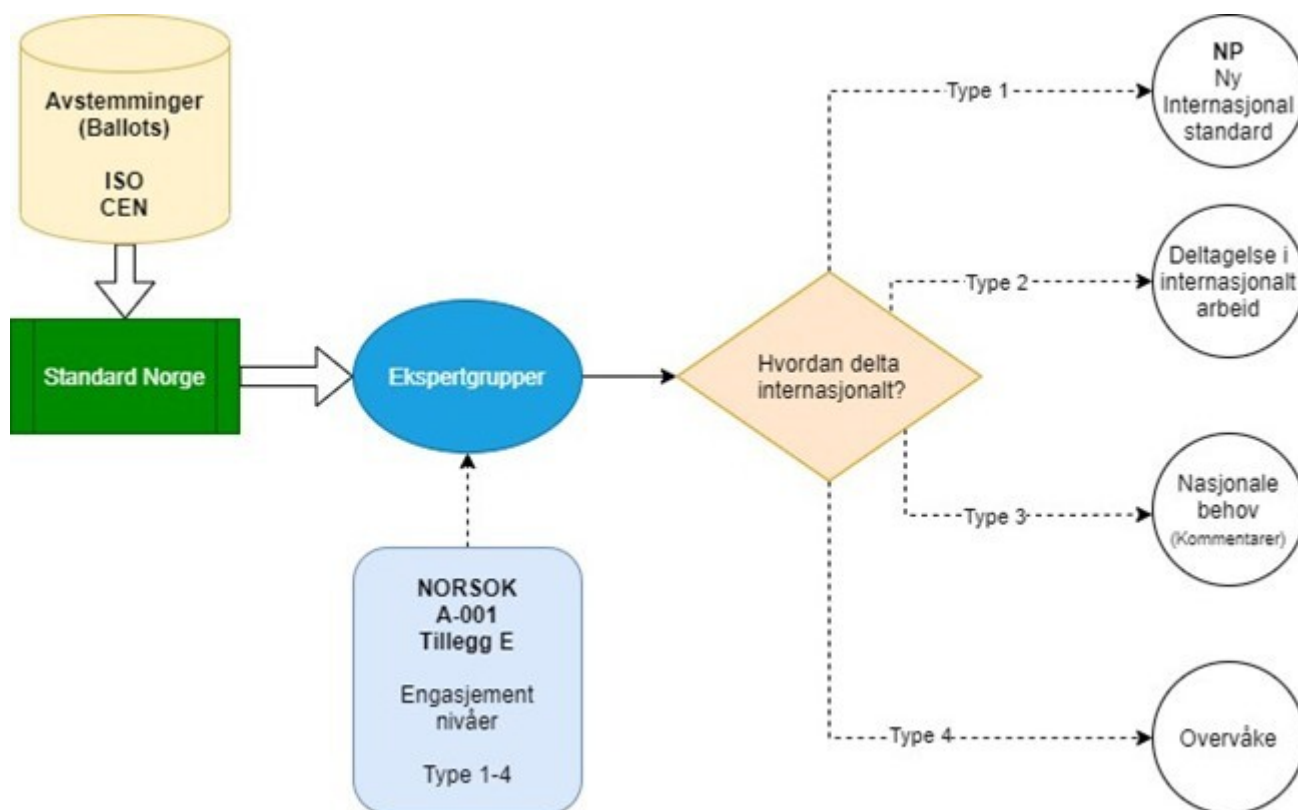 Avstemminger
(Ballots)
ISO
CEN
Standard Norge
Ekspertgrupper
NORSOK
A-001
Tillegg E
Engasjement
nivåer
Type 1-4
Hvordan delta
internasjonalt?
Type 1
NP
Ny
Internasjonal
standard
Type 2
Deltagelse i
internasjonalt
arbeid
Type 3
Nasjonale
behov
(Kommentarer)
Type 4
Overvåke